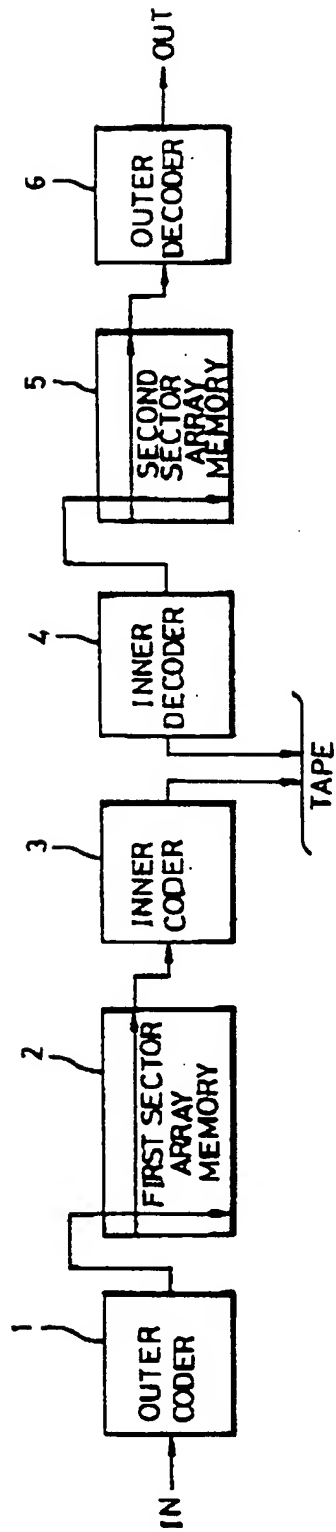 IN
1
OUTER
CODER
2
FIRST SECTOR
ARRAY
MEMORY
3
INNER
CODER
TAPE
4
INNER
DECODER
5
SECOND
SECTOR
ARRAY
MEMORY
6
OUTER
DECODER
OUT